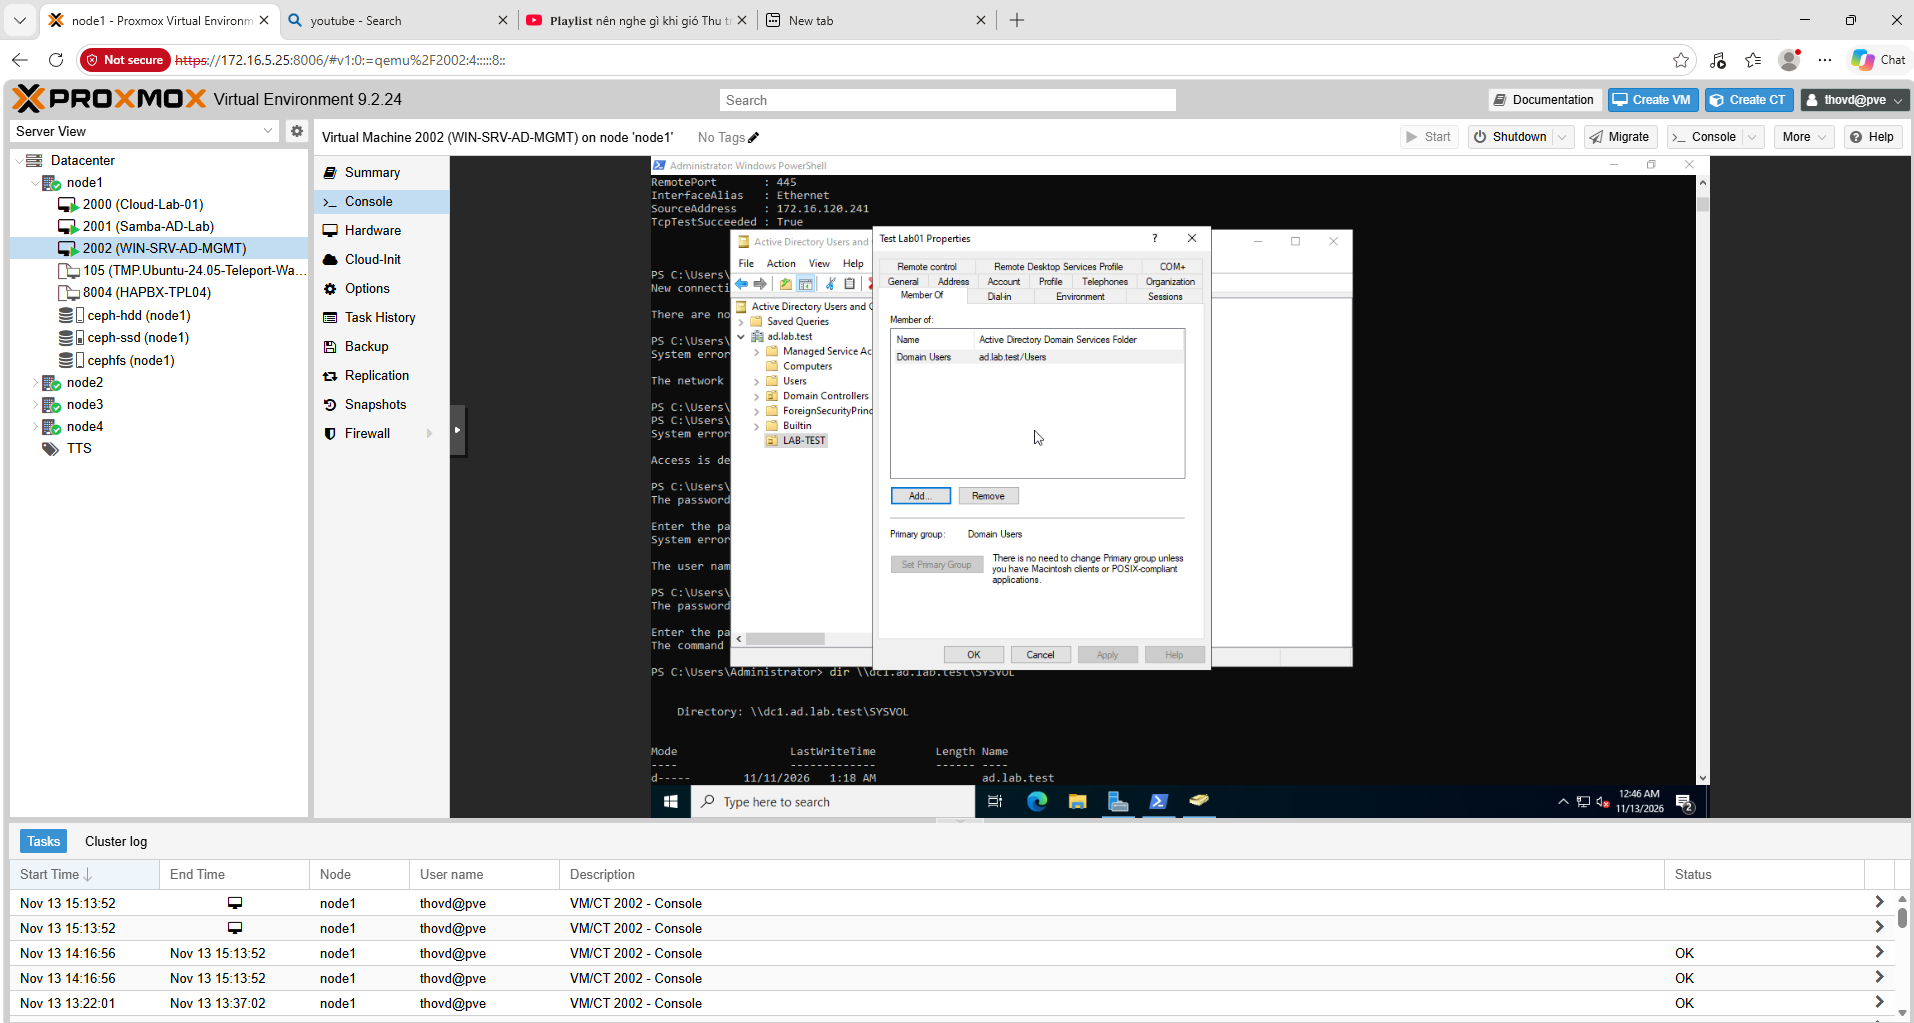 node1 - Proxmox Virtual Environm
youtube - Search
Playlist nên nghe gì khi gió Thu t
New tab
Not secure
https://172.16.5.25:8006/#v1:0:=qemu%2F2002:4:::::8::
Chat
PROXMOX Virtual Environment 9.2.24
Search
Documentation
Create VM
Create CT
thovd@pve
Server View
Virtual Machine 2002 (WIN-SRV-AD-MGMT) on node 'node1'
No Tags
Start
Shutdown
Migrate
Console
More
Help
Datacenter
node1
2000 (Cloud-Lab-01)
2001 (Samba-AD-Lab)
2002 (WIN-SRV-AD-MGMT)
105 (TMP.Ubuntu-24.05-Teleport-Wa...
8004 (HAPBX-TPL04)
ceph-hdd (node1)
ceph-ssd (node1)
cephfs (node1)
node2
node3
node4
TTS
Summary
Console
Hardware
Cloud-Init
Options
Task History
Backup
Replication
Snapshots
Firewall
Administrator: Windows PowerShell
RemotePort : 445
InterfaceAlias : Ethernet
SourceAddress : 172.16.120.241
TcpTestSucceeded : True
PS C:\Users\
New connecti
There are no
PS C:\Users\
System error
The network
PS C:\Users\
PS C:\Users\
System error
Access is de
PS C:\Users\
The password
Enter the pa
System error
The user nam
PS C:\Users\
The password
Enter the pa
The command
PS C:\Users\Administrator> dir \\dc1.ad.lab.test\SYSVOL
Directory: \\dc1.ad.lab.test\SYSVOL
Mode LastWriteTime Length Name
---- ------------- ------ ----
d----- 11/11/2026 1:18 AM ad.lab.test
Active Directory Users and
File Action View Help
Active Directory Users and C
Saved Queries
ad.lab.test
Managed Service Ac
Computers
Users
Domain Controllers
ForeignSecurityPrinc
Builtin
LAB-TEST
Test Lab01 Properties
?
Remote control Remote Desktop Services Profile COM+
General Address Account Profile Telephones Organization
Member Of Dial-in Environment Sessions
Member of:
Name Active Directory Domain Services Folder
Domain Users ad.lab.test/Users
Add... Remove
Primary group: Domain Users
Set Primary Group
There is no need to change Primary group unless
you have Macintosh clients or POSIX-compliant
applications.
OK Cancel Apply Help
Type here to search
12:46 AM
11/13/2026
2
Tasks
Cluster log
Start Time End Time Node User name Description Status
Nov 13 15:13:52 node1 thovd@pve VM/CT 2002 - Console
Nov 13 15:13:52 node1 thovd@pve VM/CT 2002 - Console
Nov 13 14:16:56 Nov 13 15:13:52 node1 thovd@pve VM/CT 2002 - Console OK
Nov 13 14:16:56 Nov 13 15:13:52 node1 thovd@pve VM/CT 2002 - Console OK
Nov 13 13:22:01 Nov 13 13:37:02 node1 thovd@pve VM/CT 2002 - Console OK